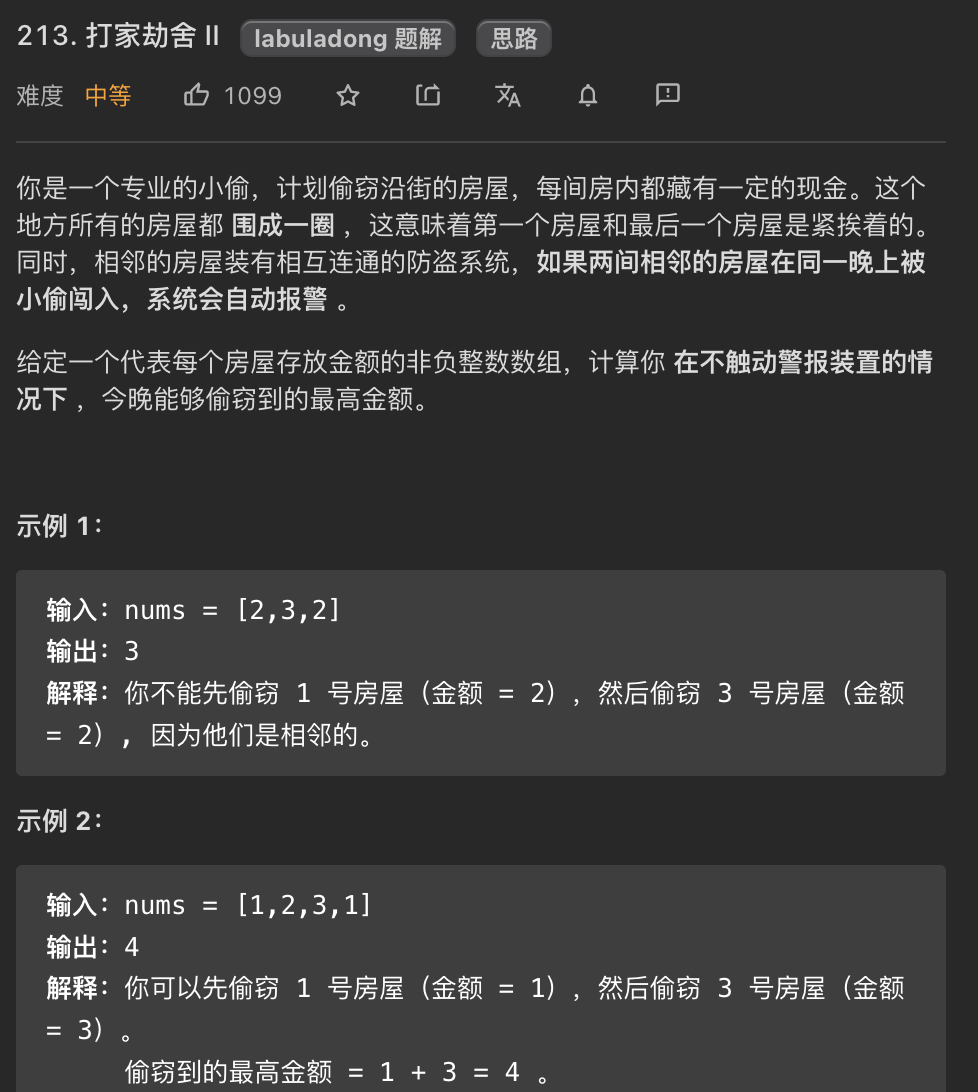 213. 打家劫舍 II labuladong 题解 思路
难度 中等 1099
你是一个专业的小偷，计划偷窃沿街的房屋，每间房内都藏有一定的现金。这个
地方所有的房屋都 围成一圈 ，这意味着第一个房屋和最后一个房屋是紧挨着的。
同时，相邻的房屋装有相互连通的防盗系统，如果两间相邻的房屋在同一晚上被
小偷闯入，系统会自动报警 。
给定一个代表每个房屋存放金额的非负整数数组，计算你 在不触动警报装置的情
况下 ，今晚能够偷窃到的最高金额。
示例 1：
输入：nums = [2,3,2]
输出：3
解释：你不能先偷窃 1 号房屋（金额 = 2），然后偷窃 3 号房屋（金额
= 2）, 因为他们是相邻的。
示例 2：
输入：nums = [1,2,3,1]
输出：4
解释：你可以先偷窃 1 号房屋（金额 = 1），然后偷窃 3 号房屋（金额
= 3）。
偷窃到的最高金额 = 1 + 3 = 4 。